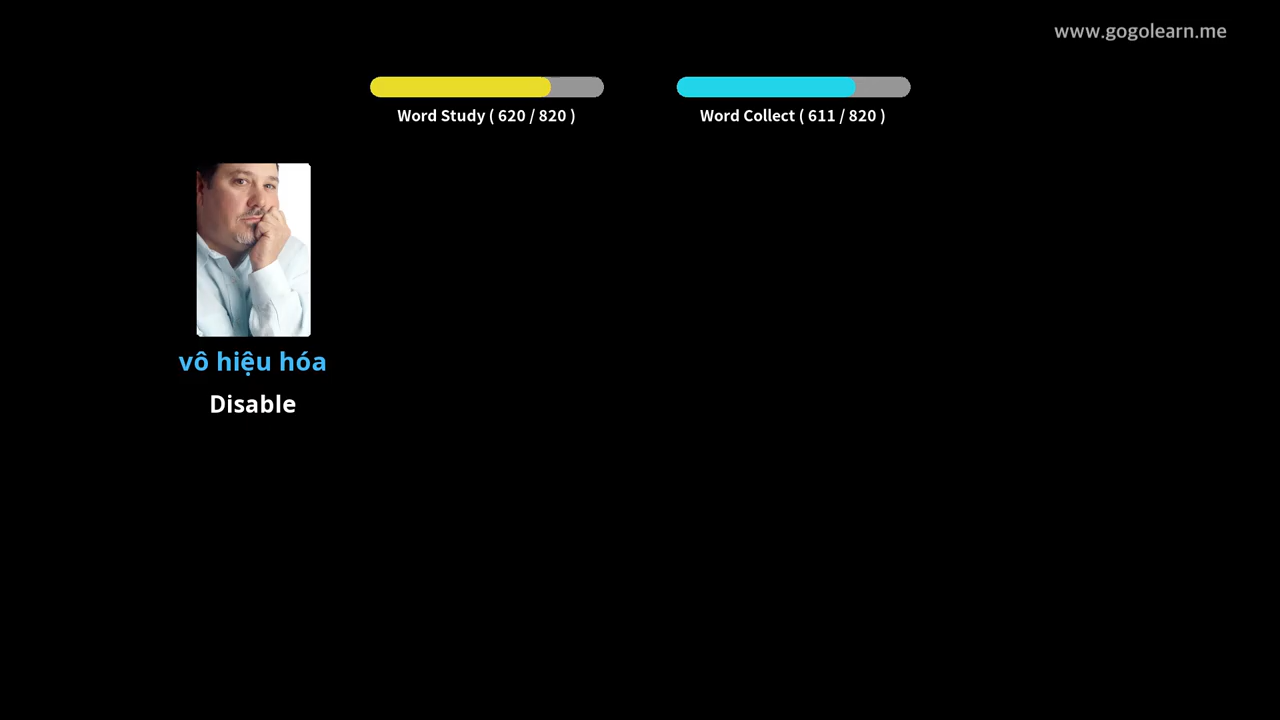 www.gogolearn.me
Word Study ( 620 / 820 )
Word Collect ( 611 / 820 )
vô hiệu hóa
Disable